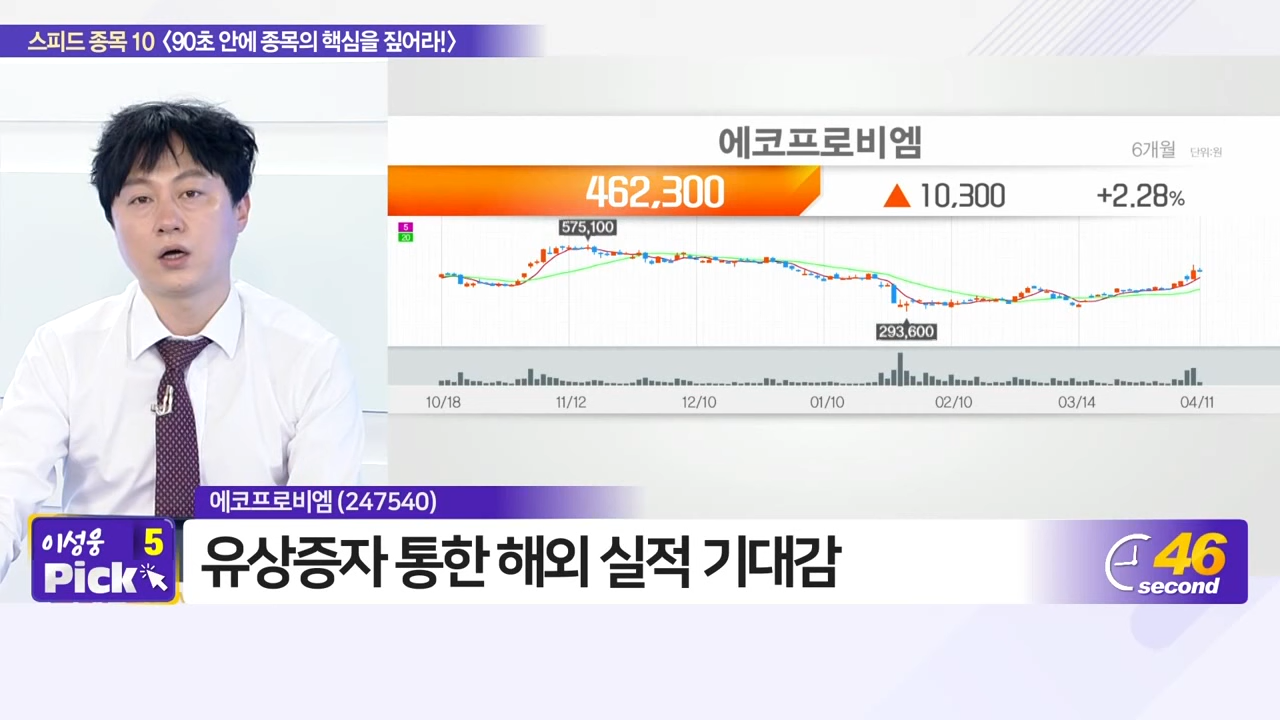 스피드 종목 10 〈90초 안에 종목의 핵심을 짚어라!〉
에코프로비엠
6개월 단위:원
462,300 ▲ 10,300 +2.28%
5
20
575,100
293,600
10/18 11/12 12/10 01/10 02/10 03/14 04/11
에코프로비엠 (247540)
이성웅 5
Pick
유상증자 통한 해외 실적 기대감
46
second